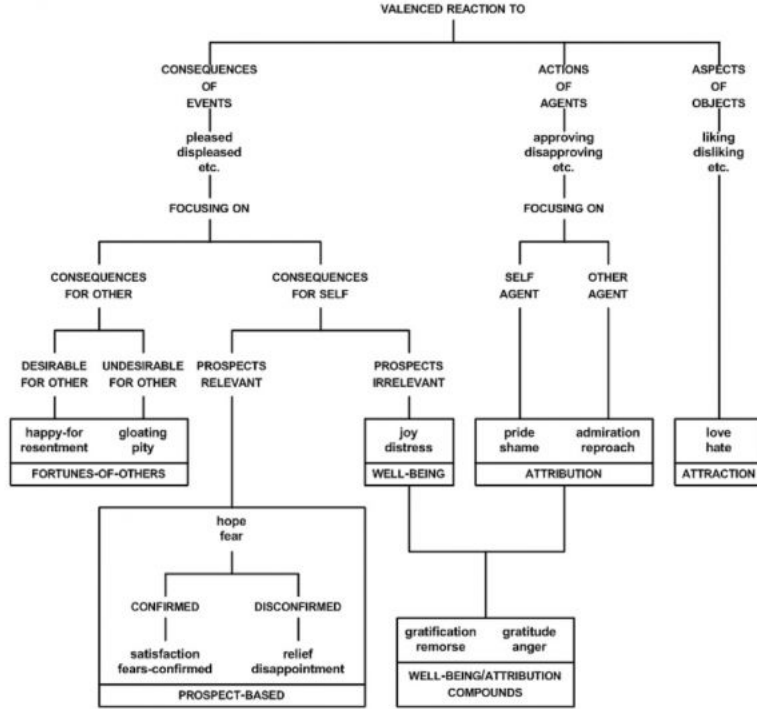 VALENCED REACTION TO
CONSEQUENCES
OF
EVENTS
ACTIONS
OF
AGENTS
ASPECTS
OF
OBJECTS
pleased
displeased
etc.
approving
disapproving
etc.
liking
disliking
etc.
FOCUSING ON
FOCUSING ON
CONSEQUENCES
FOR OTHER
CONSEQUENCES
FOR SELF
SELF
AGENT
OTHER
AGENT
DESIRABLE
FOR OTHER
UNDESIRABLE
FOR OTHER
PROSPECTS
RELEVANT
PROSPECTS
IRRELEVANT
happy-for
resentment
gloating
pity
FORTUNES-OF-OTHERS
joy
distress
WELL-BEING
pride
shame
admiration
reproach
ATTRIBUTION
love
hate
ATTRACTION
hope
fear
CONFIRMED
DISCONFIRMED
satisfaction
fears-confirmed
relief
disappointment
PROSPECT-BASED
gratification
remorse
gratitude
anger
WELL-BEING/ATTRIBUTION
COMPOUNDS